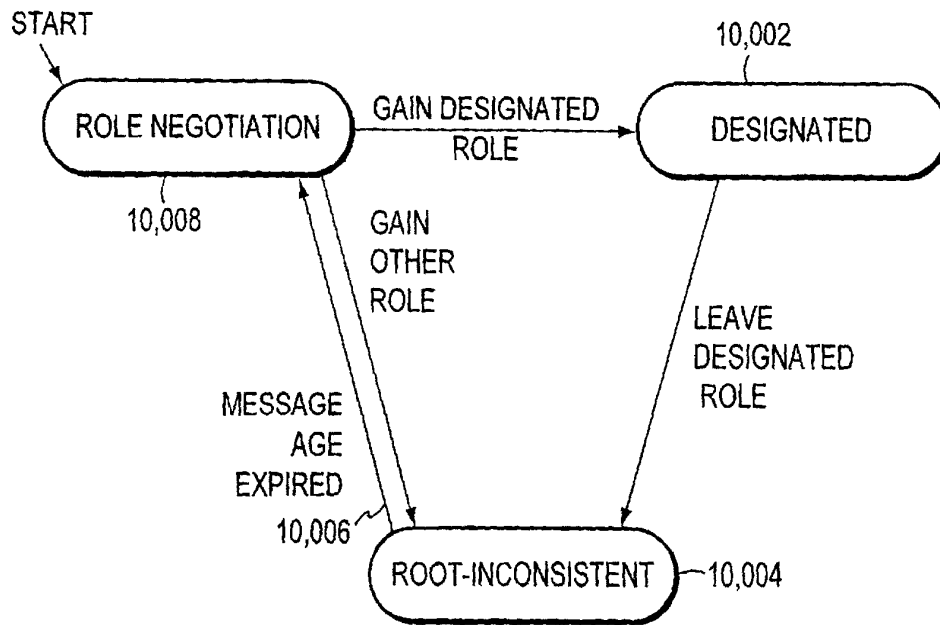 START
10,002
ROLE NEGOTIATION
GAIN DESIGNATED
ROLE
DESIGNATED
10,008
GAIN
OTHER
ROLE
LEAVE
DESIGNATED
ROLE
MESSAGE
AGE
EXPIRED
10,006
ROOT-INCONSISTENT
10,004